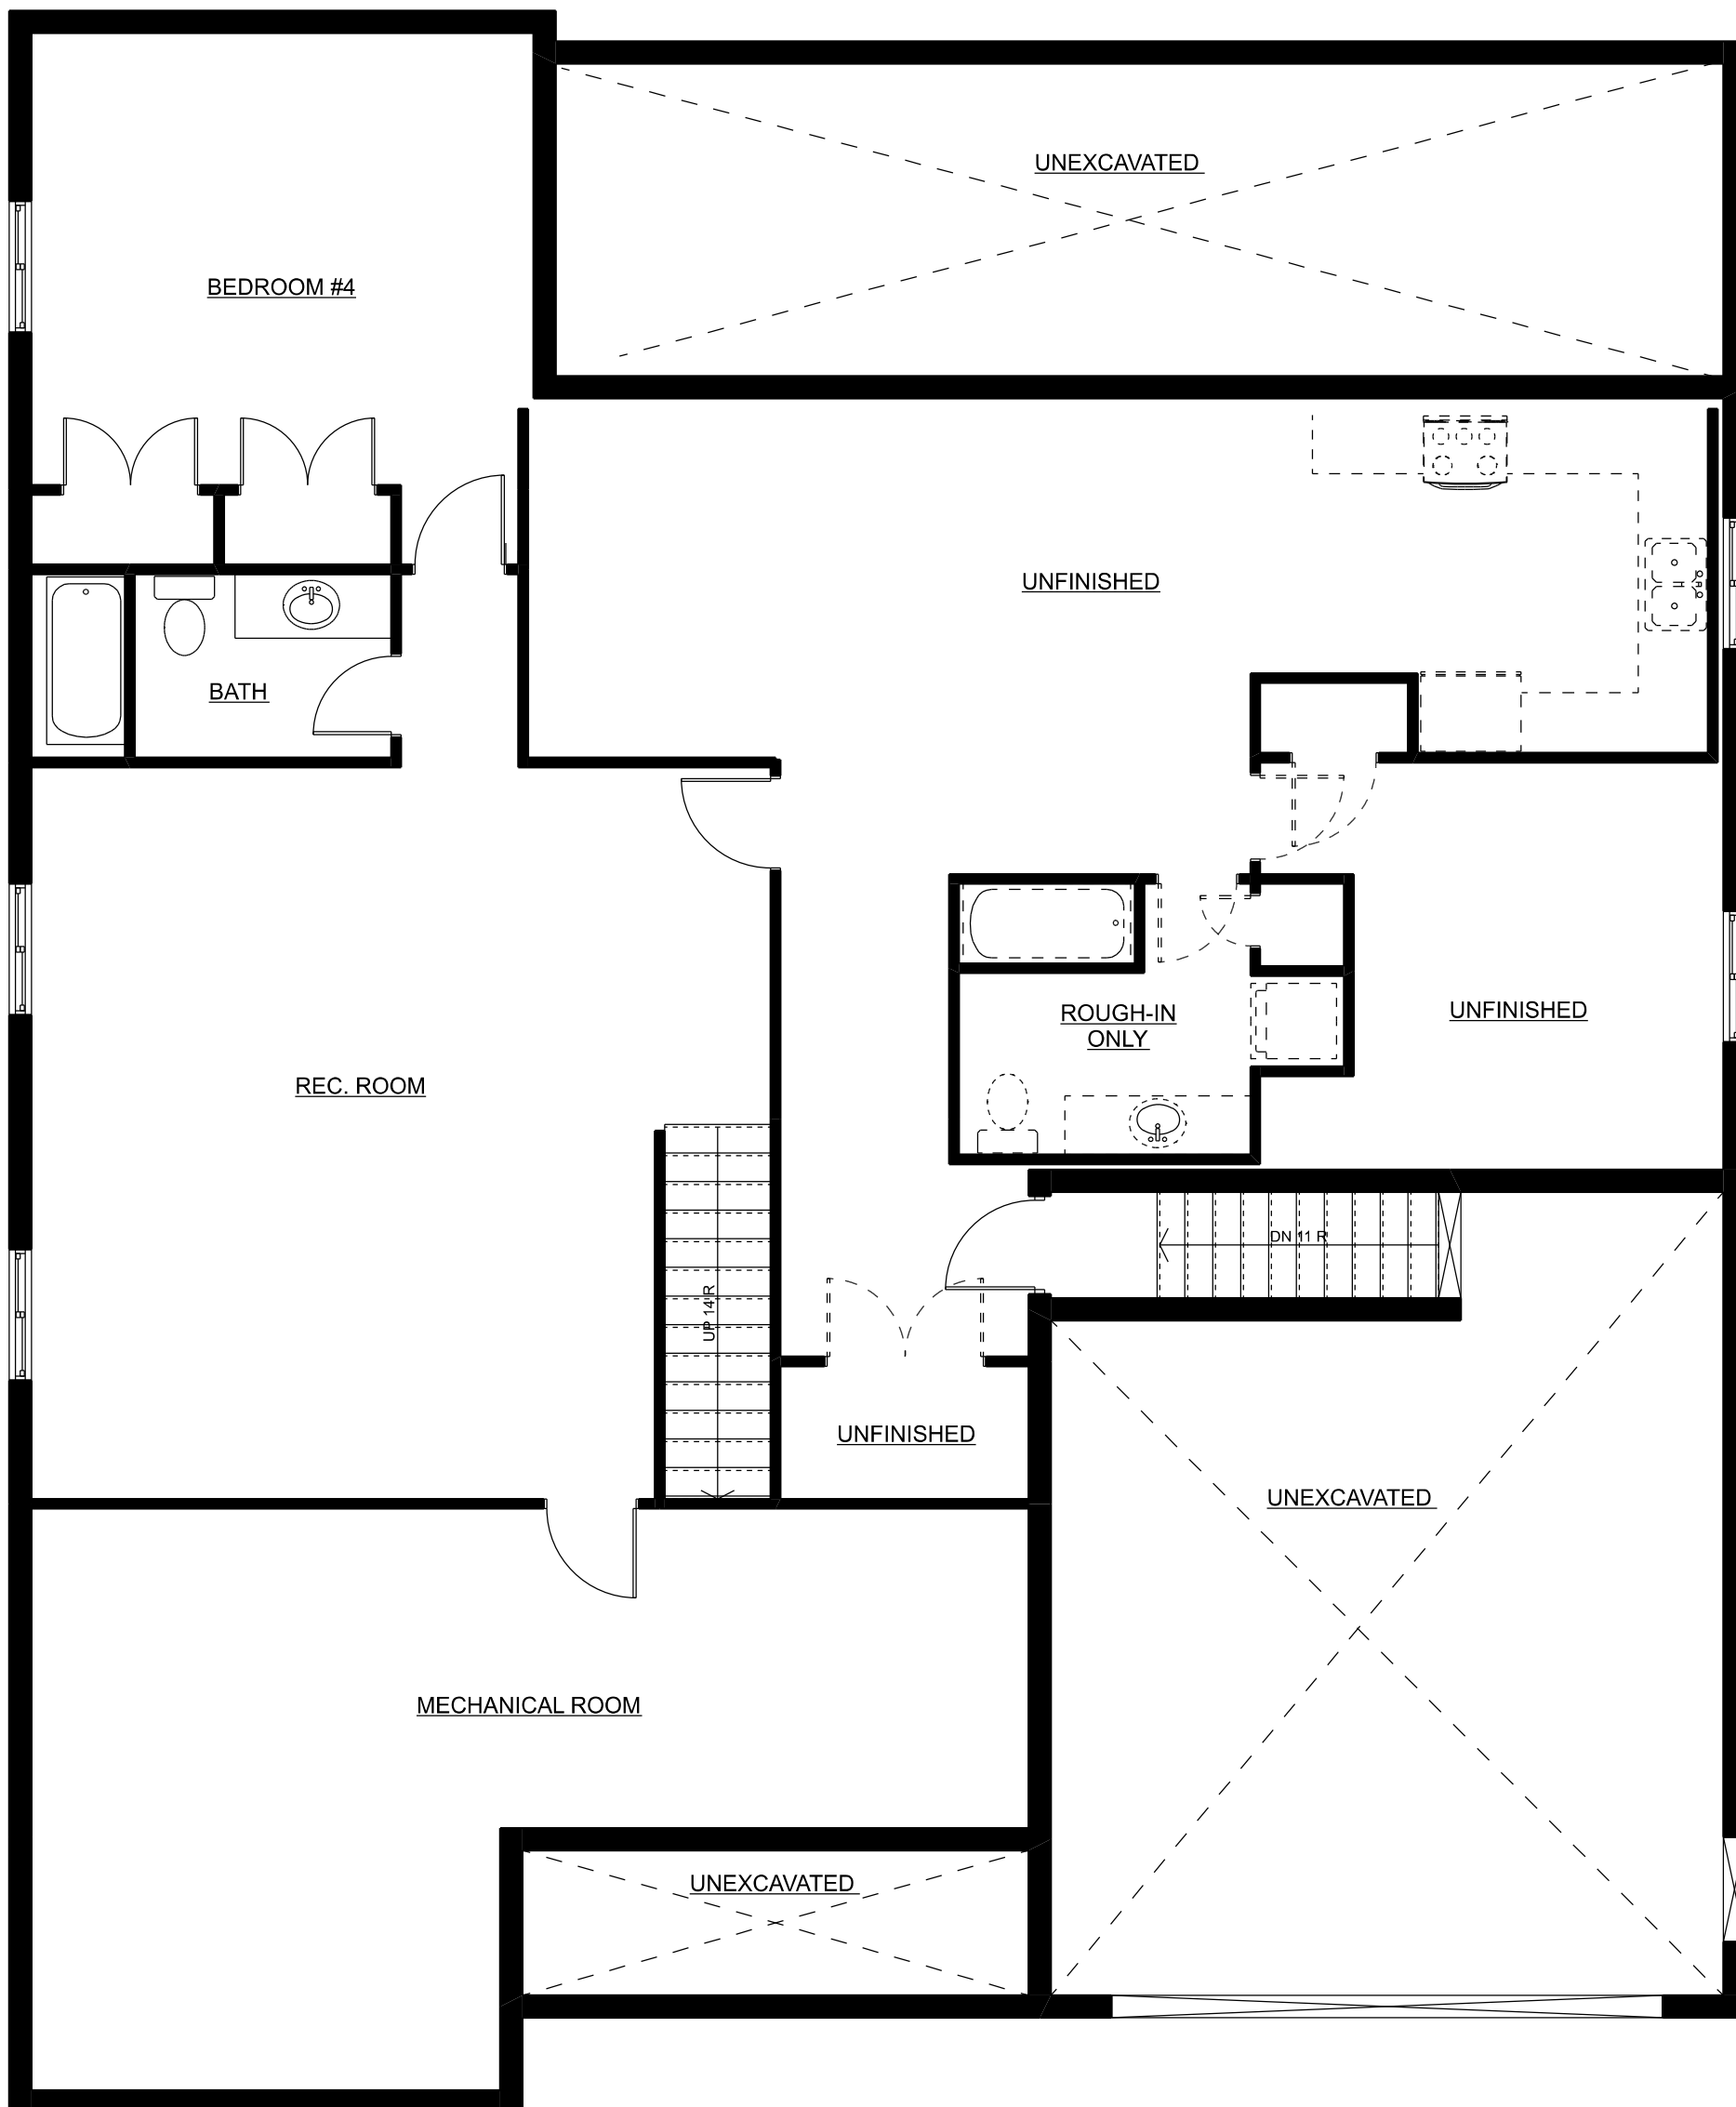 UNEXCAVATED
BEDROOM #4
UNFINISHED
BATH
ROUGH-IN
ONLY
UNFINISHED
REC. ROOM
DN 11 R
UP 14 R
UNFINISHED
UNEXCAVATED
MECHANICAL ROOM
UNEXCAVATED